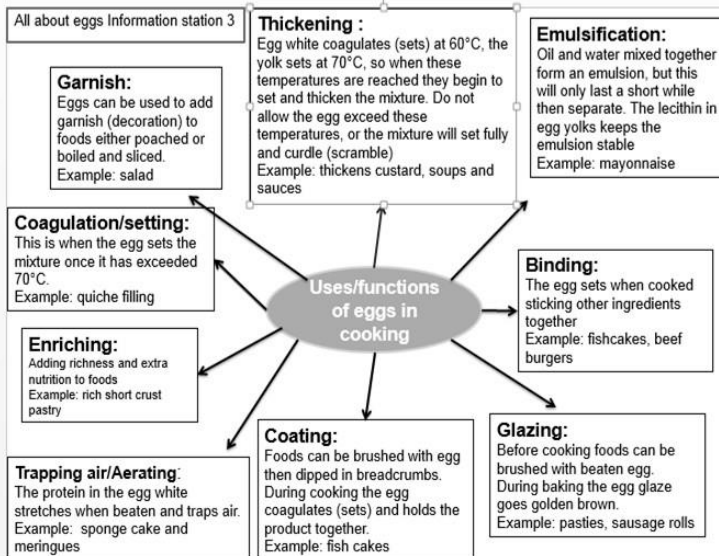 All about eggs Information station 3
Thickening :
Egg white coagulates (sets) at 60°C, the
yolk sets at 70°C, so when these
temperatures are reached they begin to
set and thicken the mixture. Do not
allow the egg exceed these
temperatures, or the mixture will set fully
and curdle (scramble)
Example: thickens custard, soups and
sauces
Emulsification:
Oil and water mixed together
form an emulsion, but this
will only last a short while
then separate. The lecithin in
egg yolks keeps the
emulsion stable
Example: mayonnaise
Garnish:
Eggs can be used to add
garnish (decoration) to
foods either poached or
boiled and sliced.
Example: salad
Coagulation/setting:
This is when the egg sets the
mixture once it has exceeded
70°C.
Example: quiche filling
Uses/functions
of eggs in
cooking
Binding:
The egg sets when cooked
sticking other ingredients
together
Example: fishcakes, beef
burgers
Enriching:
Adding richness and extra
nutrition to foods
Example: rich short crust
pastry
Trapping air/Aerating:
The protein in the egg white
stretches when beaten and traps air.
Example: sponge cake and
meringues
Coating:
Foods can be brushed with egg
then dipped in breadcrumbs.
During cooking the egg
coagulates (sets) and holds the
product together.
Example: fish cakes
Glazing:
Before cooking foods can be
brushed with beaten egg.
During baking the egg glaze
goes golden brown.
Example: pasties, sausage rolls